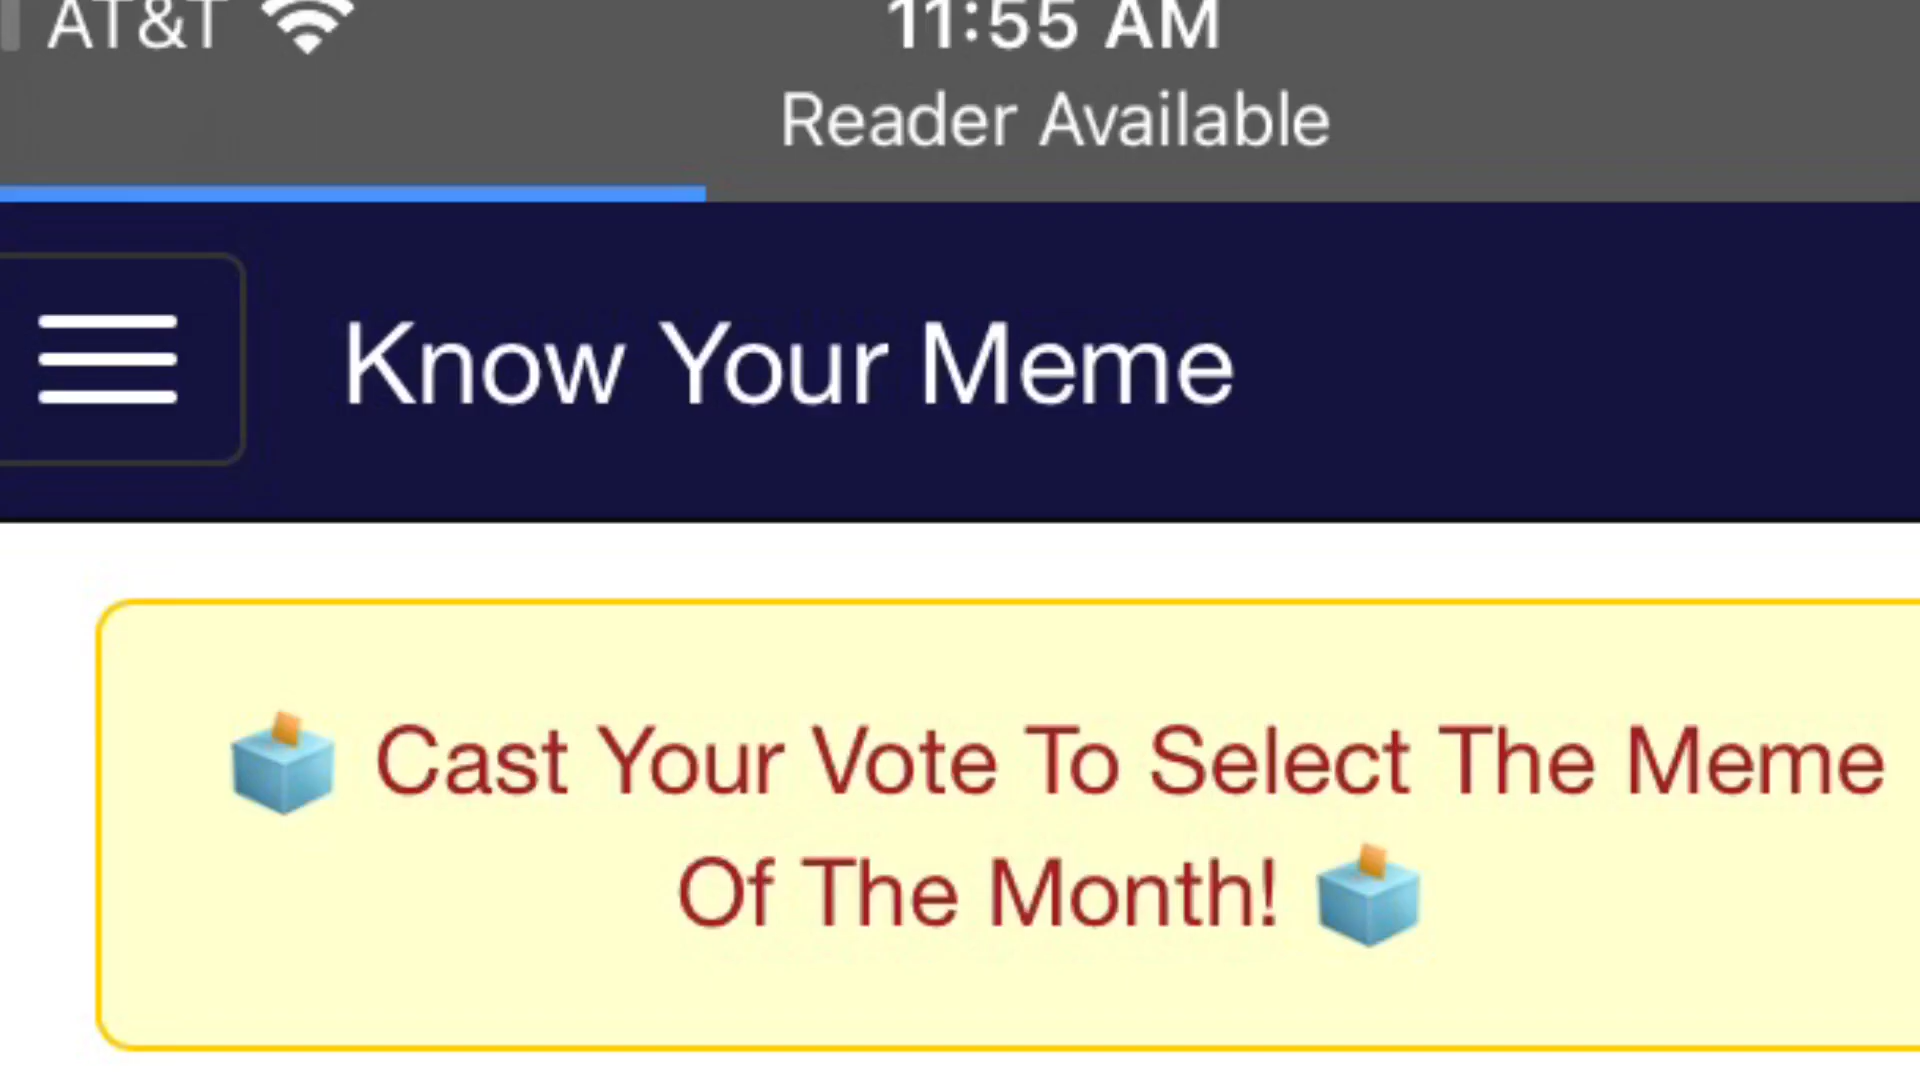 AT&T 11:55 AM
Reader Available
Know Your Meme
🗳️ Cast Your Vote To Select The Meme
Of The Month! 🗳️